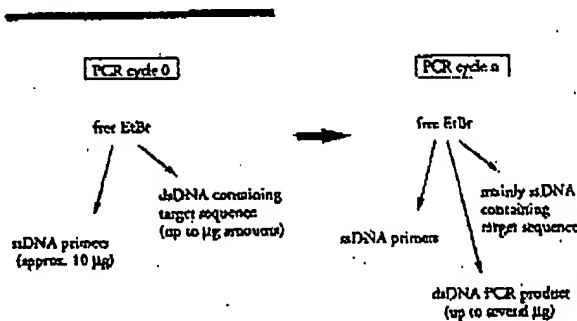 PCR cycle 0
free EtBr
dsDNA containing
target sequence
(up to μg amounts)
ssDNA primers
(approx. 10 μg)
PCR cycle n
free EtBr
mainly ssDNA
containing
target sequence
ssDNA primers
dsDNA PCR product
(up to several μg)